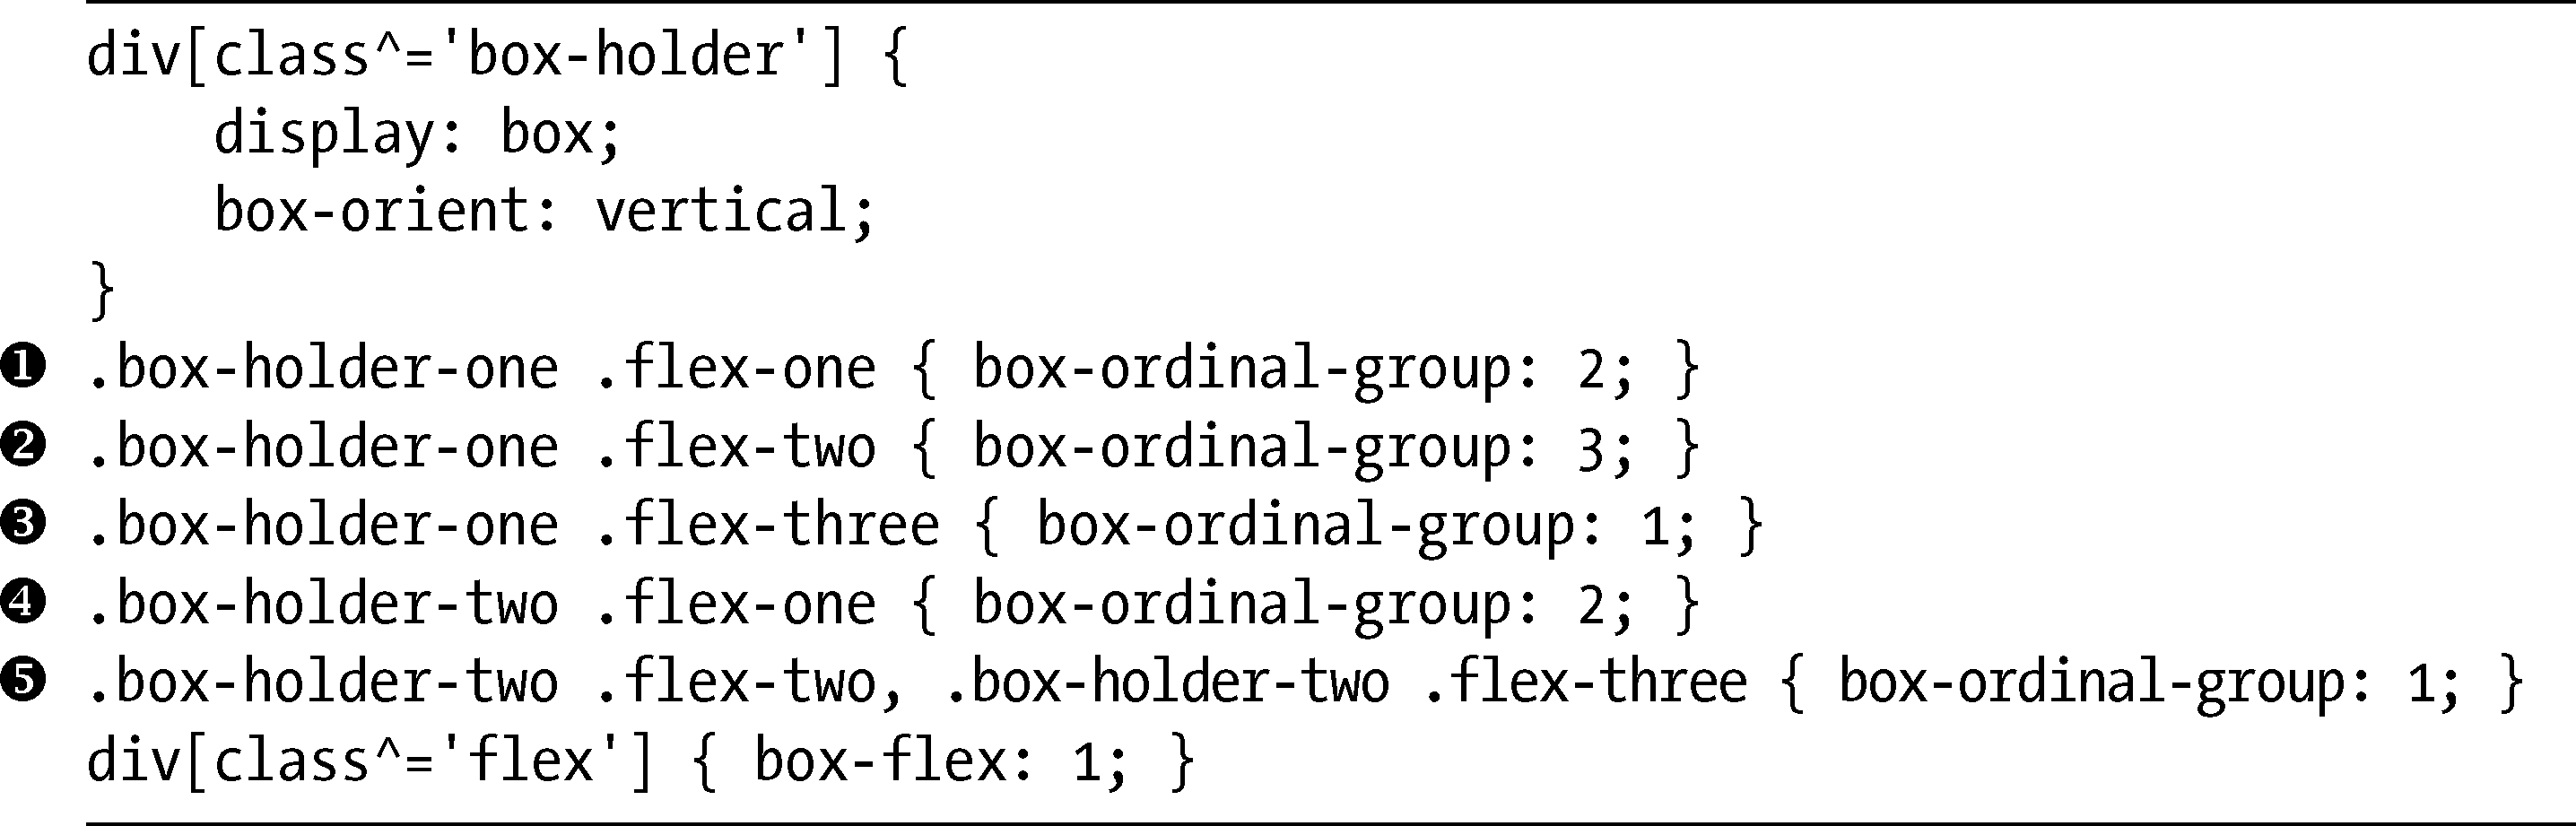 div[class^='box-holder'] {
    display: box;
    box-orient: vertical;
}
❶ .box-holder-one .flex-one { box-ordinal-group: 2; }
❷ .box-holder-one .flex-two { box-ordinal-group: 3; }
❸ .box-holder-one .flex-three { box-ordinal-group: 1; }
❹ .box-holder-two .flex-one { box-ordinal-group: 2; }
❺ .box-holder-two .flex-two, .box-holder-two .flex-three { box-ordinal-group: 1; }
div[class^='flex'] { box-flex: 1; }